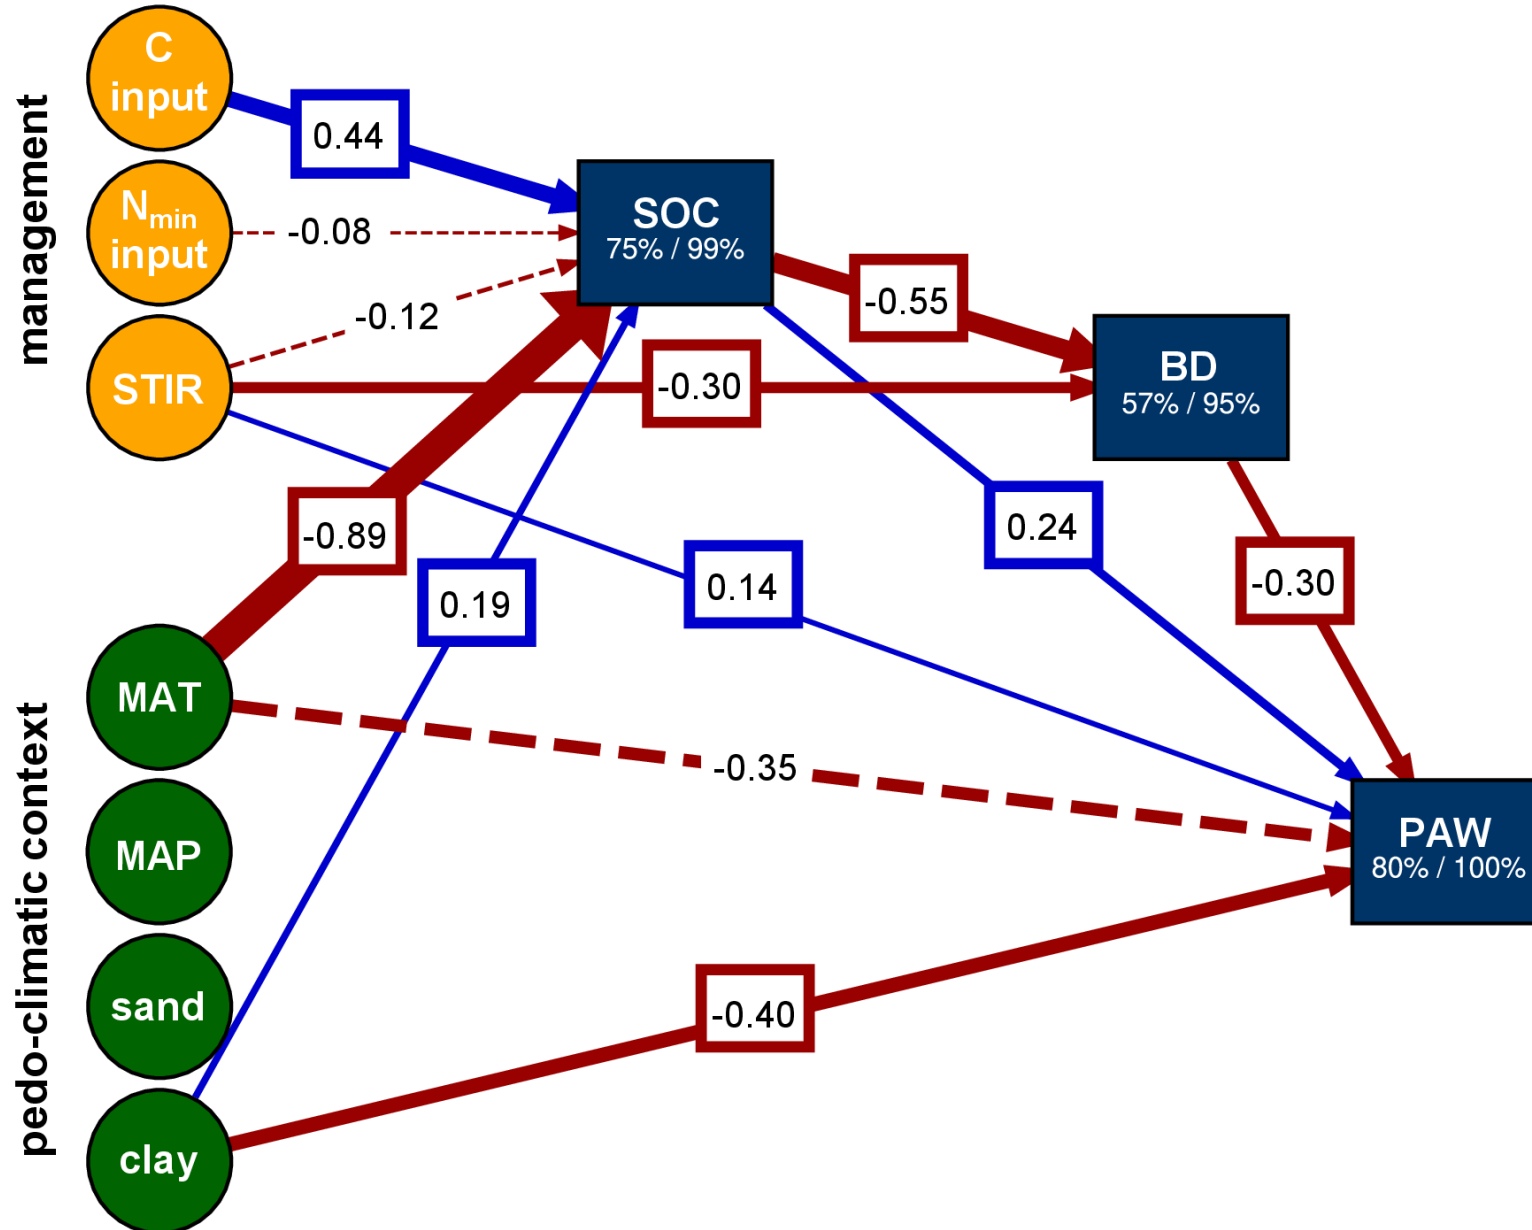 management
pedo-climatic context
C
input
0.44
N_min
input
-0.08
-0.12
STIR
SOC
75% / 99%
-0.55
-0.30
BD
57% / 95%
-0.89
0.19
0.14
0.24
-0.30
MAT
-0.35
MAP
PAW
80% / 100%
sand
-0.40
clay